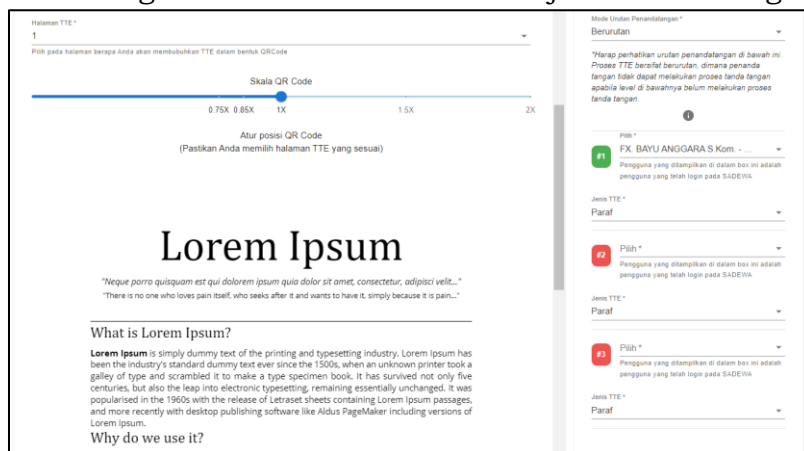 Halaman TTE *
1
Pilih pada halaman berapa Anda akan membubuhkan TTE dalam bentuk QRCode
Skala QR Code
0.75X 0.85X 1X 1.5X 2X
Atur posisi QR Code
(Pastikan Anda memilih halaman TTE yang sesuai)
Lorem Ipsum
"Neque porro quisquam est qui dolorem ipsum quia dolor sit amet, consectetur, adipisci velit..."
"There is no one who loves pain itself, who seeks after it and wants to have it, simply because it is pain..."
What is Lorem Ipsum?
Lorem Ipsum is simply dummy text of the printing and typesetting industry. Lorem Ipsum has
been the industry's standard dummy text ever since the 1500s, when an unknown printer took a
galley of type and scrambled it to make a type specimen book. It has survived not only five
centuries, but also the leap into electronic typesetting, remaining essentially unchanged. It was
popularised in the 1960s with the release of Letraset sheets containing Lorem Ipsum passages,
and more recently with desktop publishing software like Aldus PageMaker including versions of
Lorem Ipsum.
Why do we use it?
Mode Urutan Penandatangan *
Berurutan
*Harap perhatikan urutan penandatangan di bawah ini.
Proses TTE bersifat berurutan, dimana penanda
tangan tidak dapat melakukan proses tanda tangan
apabila level di bawahnya belum melakukan proses
tanda tangan.
Pilih *
#1 FX. BAYU ANGGARA S.Kom. - ...
Pengguna yang ditampilkan di dalam box ini adalah
pengguna yang telah login pada SADEWA
Jenis TTE *
Paraf
#2 Pilih *
Pengguna yang ditampilkan di dalam box ini adalah
pengguna yang telah login pada SADEWA
Jenis TTE *
Paraf
#3 Pilih *
Pengguna yang ditampilkan di dalam box ini adalah
pengguna yang telah login pada SADEWA
Jenis TTE *
Paraf